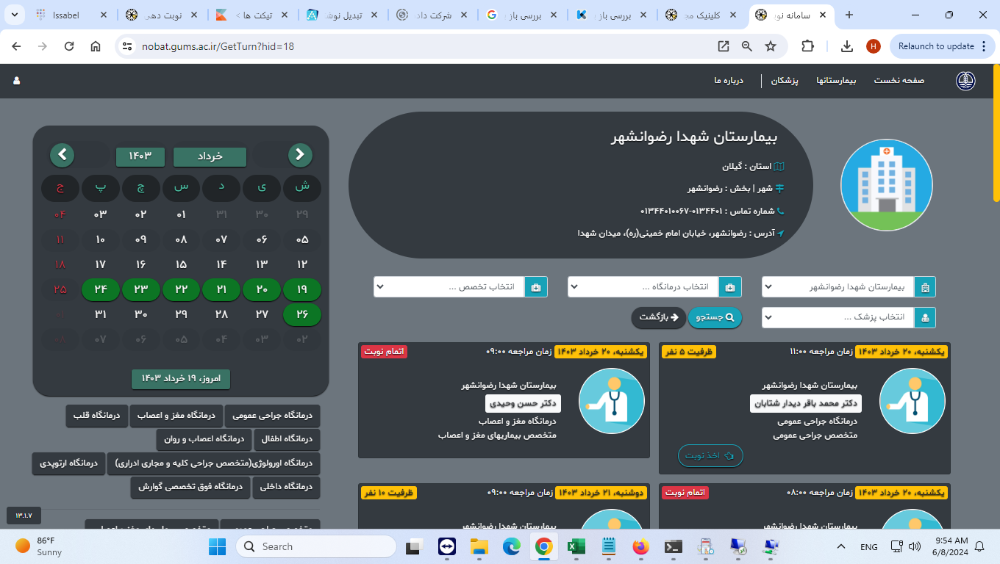 Issabel
نوبت دهی
تیکت ها
تبدیل نوش
شرکت داد
بررسی باز
بررسی باز
کلینیک مج
سامانه نوب
nobat.gums.ac.ir/GetTurn?hid=18
H
Relaunch to update
صفحه نخست
بیمارستانها
پزشکان
درباره ما
بیمارستان شهدا رضوانشهر
استان : گیلان
شهر | بخش : رضوانشهر
شماره تماس : ۰۱۳۴۴۰۱-۰۱۳۴۴۰۱۰۰۶۷
آدرس : رضوانشهر، خیابان امام خمینی(ره)، میدان شهدا
خرداد
۱۴۰۳
ش ی د س چ پ ج
۲۹ ۳۰ ۳۱ ۰۱ ۰۲ ۰۳ ۰۴
۰۵ ۰۶ ۰۷ ۰۸ ۰۹ ۱۰ ۱۱
۱۲ ۱۳ ۱۴ ۱۵ ۱۶ ۱۷ ۱۸
۱۹ ۲۰ ۲۱ ۲۲ ۲۳ ۲۴ ۲۵
۲۶ ۲۷ ۲۸ ۲۹ ۳۰ ۳۱ ۰۱
۰۲ ۰۳ ۰۴ ۰۵ ۰۶ ۰۷ ۰۸
امروز، ۱۹ خرداد ۱۴۰۳
بیمارستان شهدا رضوانشهر
انتخاب درمانگاه ...
انتخاب تخصص ...
انتخاب پزشک ...
جستجو
بازگشت
یکشنبه، ۲۰ خرداد ۱۴۰۳ زمان مراجعه ۱۱:۰۰
ظرفیت ۵ نفر
بیمارستان شهدا رضوانشهر
دکتر محمد باقر دیدار شتابان
درمانگاه جراحی عمومی
متخصص جراحی عمومی
اخذ نوبت
یکشنبه، ۲۰ خرداد ۱۴۰۳ زمان مراجعه ۰۹:۰۰
اتمام نوبت
بیمارستان شهدا رضوانشهر
دکتر حسن وحیدی
درمانگاه مغز و اعصاب
متخصص بیماریهای مغز و اعصاب
یکشنبه، ۲۰ خرداد ۱۴۰۳ زمان مراجعه ۰۸:۰۰
اتمام نوبت
بیمارستان شهدا رضوانشهر
دوشنبه، ۲۱ خرداد ۱۴۰۳ زمان مراجعه ۰۹:۰۰
ظرفیت ۱۰ نفر
بیمارستان شهدا رضوانشهر
درمانگاه جراحی عمومی
درمانگاه مغز و اعصاب
درمانگاه قلب
درمانگاه اطفال
درمانگاه اعصاب و روان
درمانگاه اورولوژی(متخصص جراحی کلیه و مجاری ادراری)
درمانگاه ارتوپدی
درمانگاه داخلی
درمانگاه فوق تخصصی گوارش
۱۳.۱.۷
86°F
Sunny
Search
ENG
9:54 AM
6/8/2024